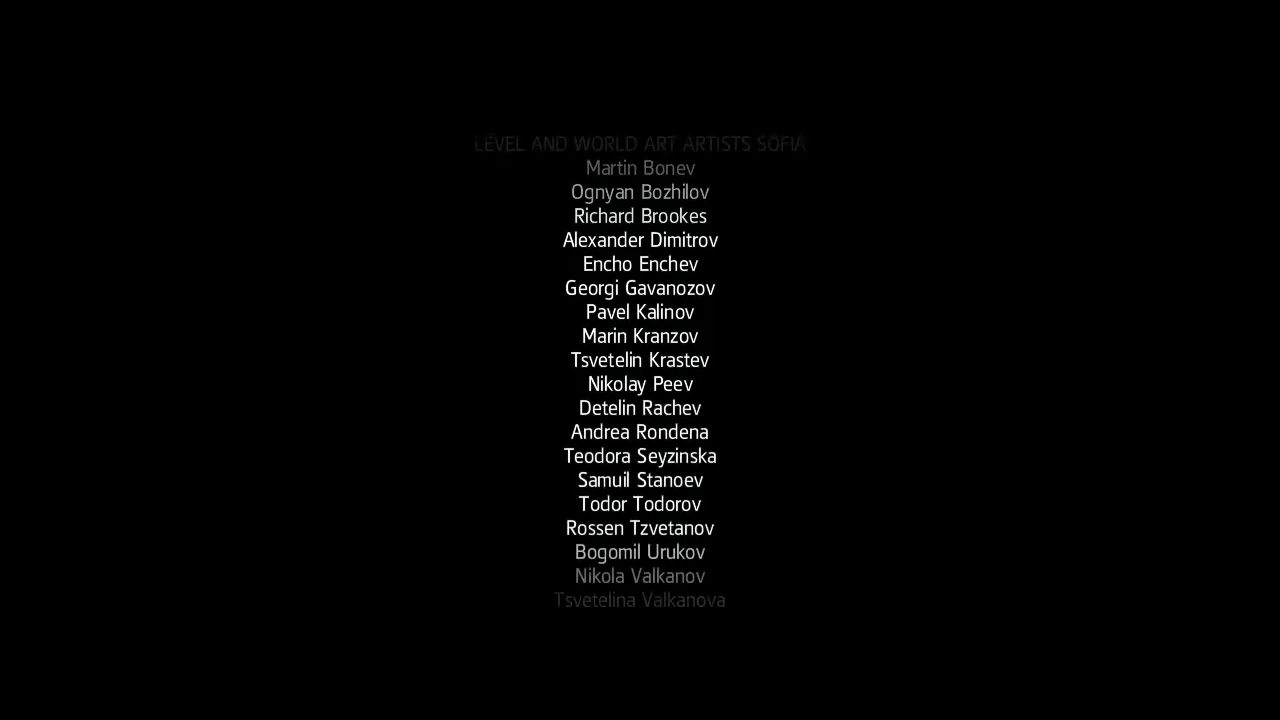 LEVEL AND WORLD ART ARTISTS SOFIA
Martin Bonev
Ognyan Bozhilov
Richard Brookes
Alexander Dimitrov
Encho Enchev
Georgi Gavanozov
Pavel Kalinov
Marin Kranzov
Tsvetelin Krastev
Nikolay Peev
Detelin Rachev
Andrea Rondena
Teodora Seyzinska
Samuil Stanoev
Todor Todorov
Rossen Tzvetanov
Bogomil Urukov
Nikola Valkanov
Tsvetelina Valkanova